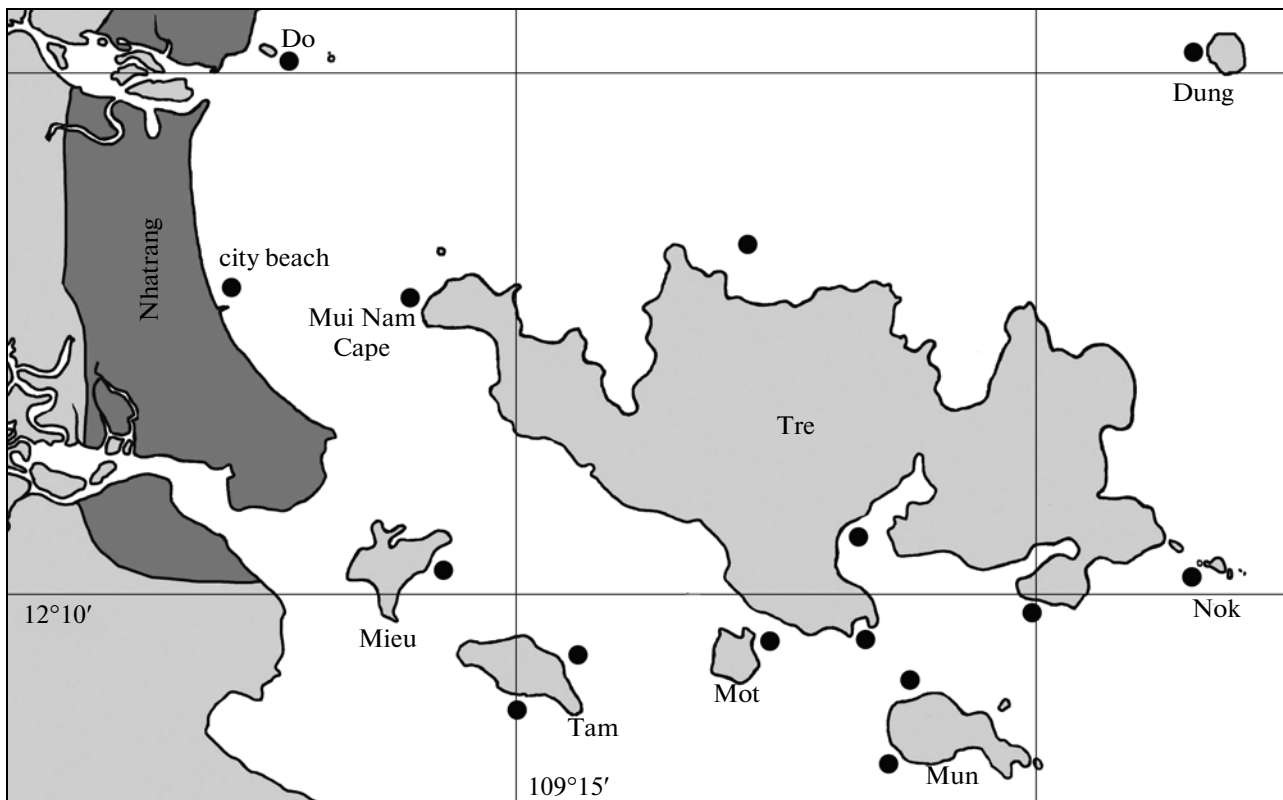 Do
Dung
Nhatrang
city beach
Mui Nam
Cape
Tre
12°10′
Mieu
Nok
Mot
Tam
Mun
109°15′